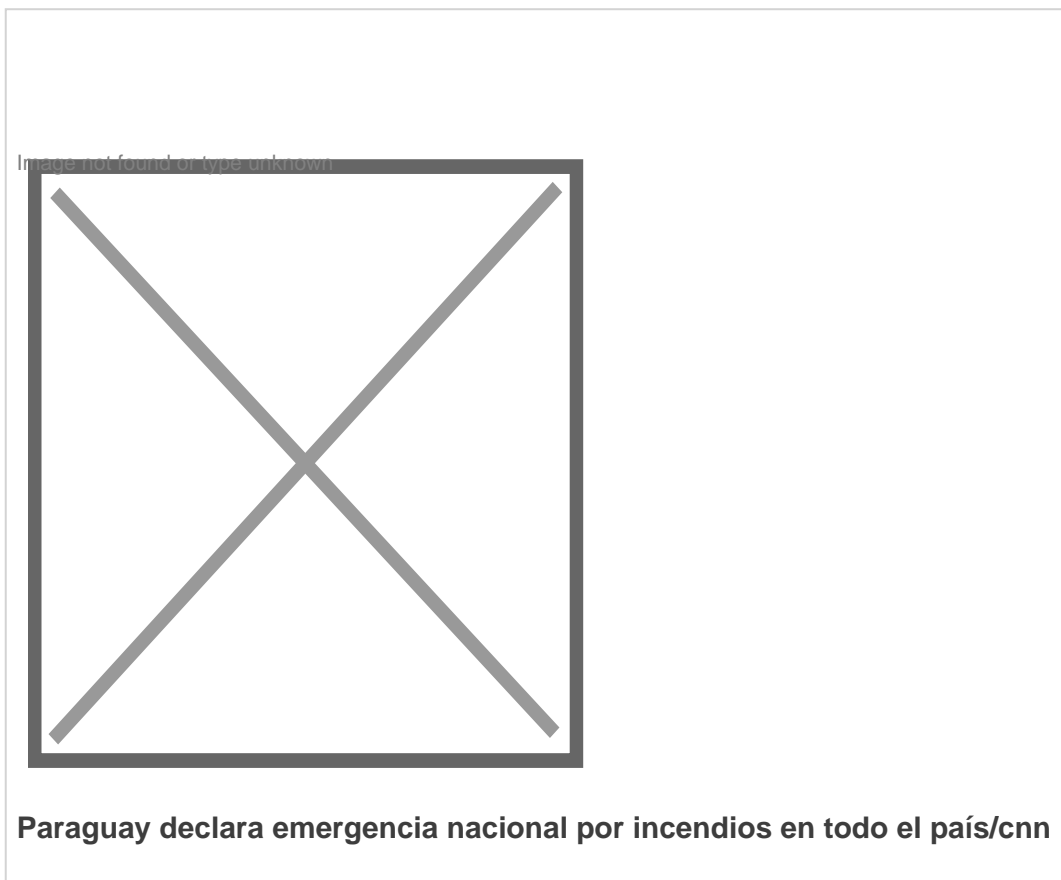 Image not found or type unknown
Paraguay declara emergencia nacional por incendios en todo el país/cnn